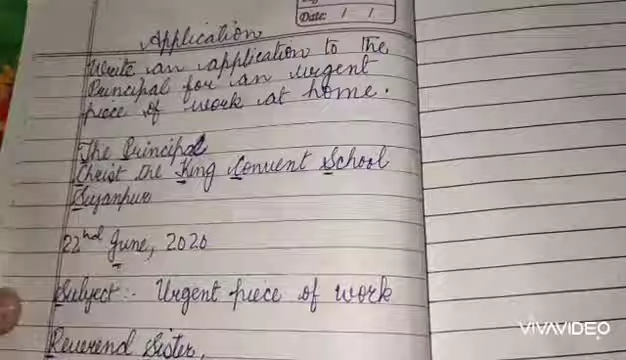 Date: / /
Application
Write an application to the
Principal for an urgent
piece of work at home.
The Principal
Christ the King Convent School
Sujanpur
22nd June, 2020
Subject:- Urgent piece of work
Reverend Sister,
VIVAVIDEO